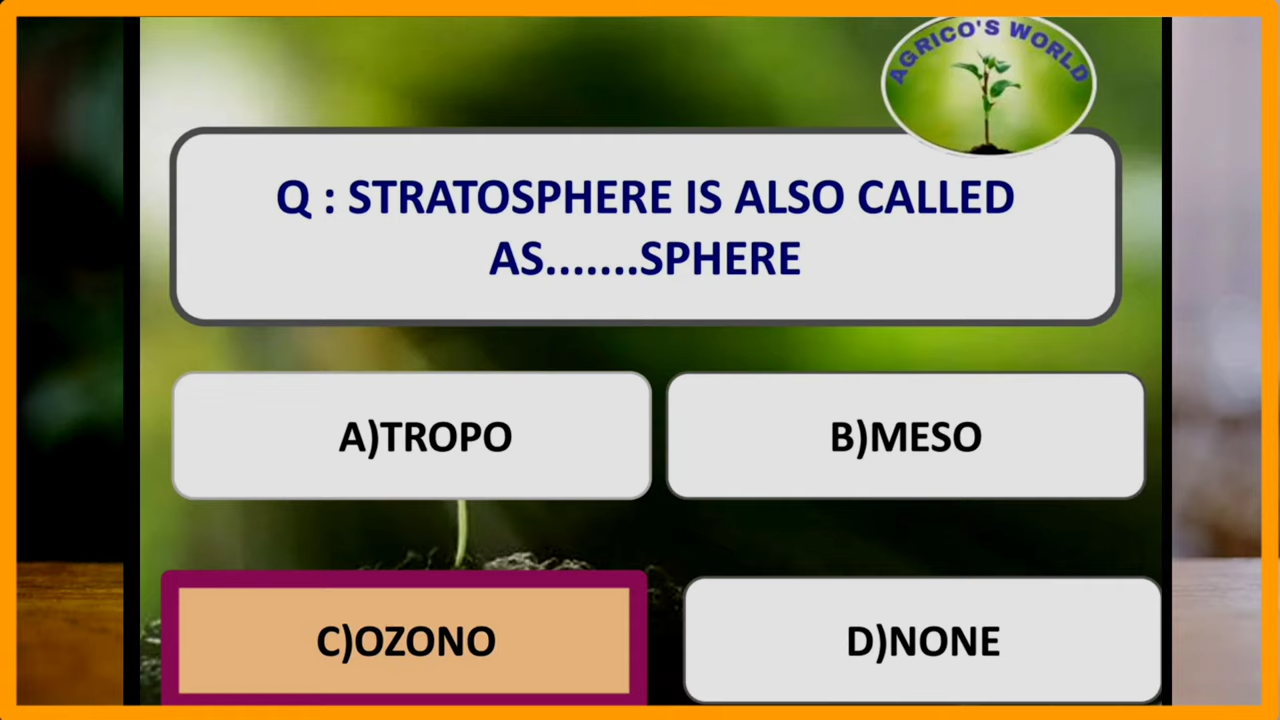 AGRICO'S WORLD
Q : STRATOSPHERE IS ALSO CALLED
AS.......SPHERE
A)TROPO
B)MESO
C)OZONO
D)NONE